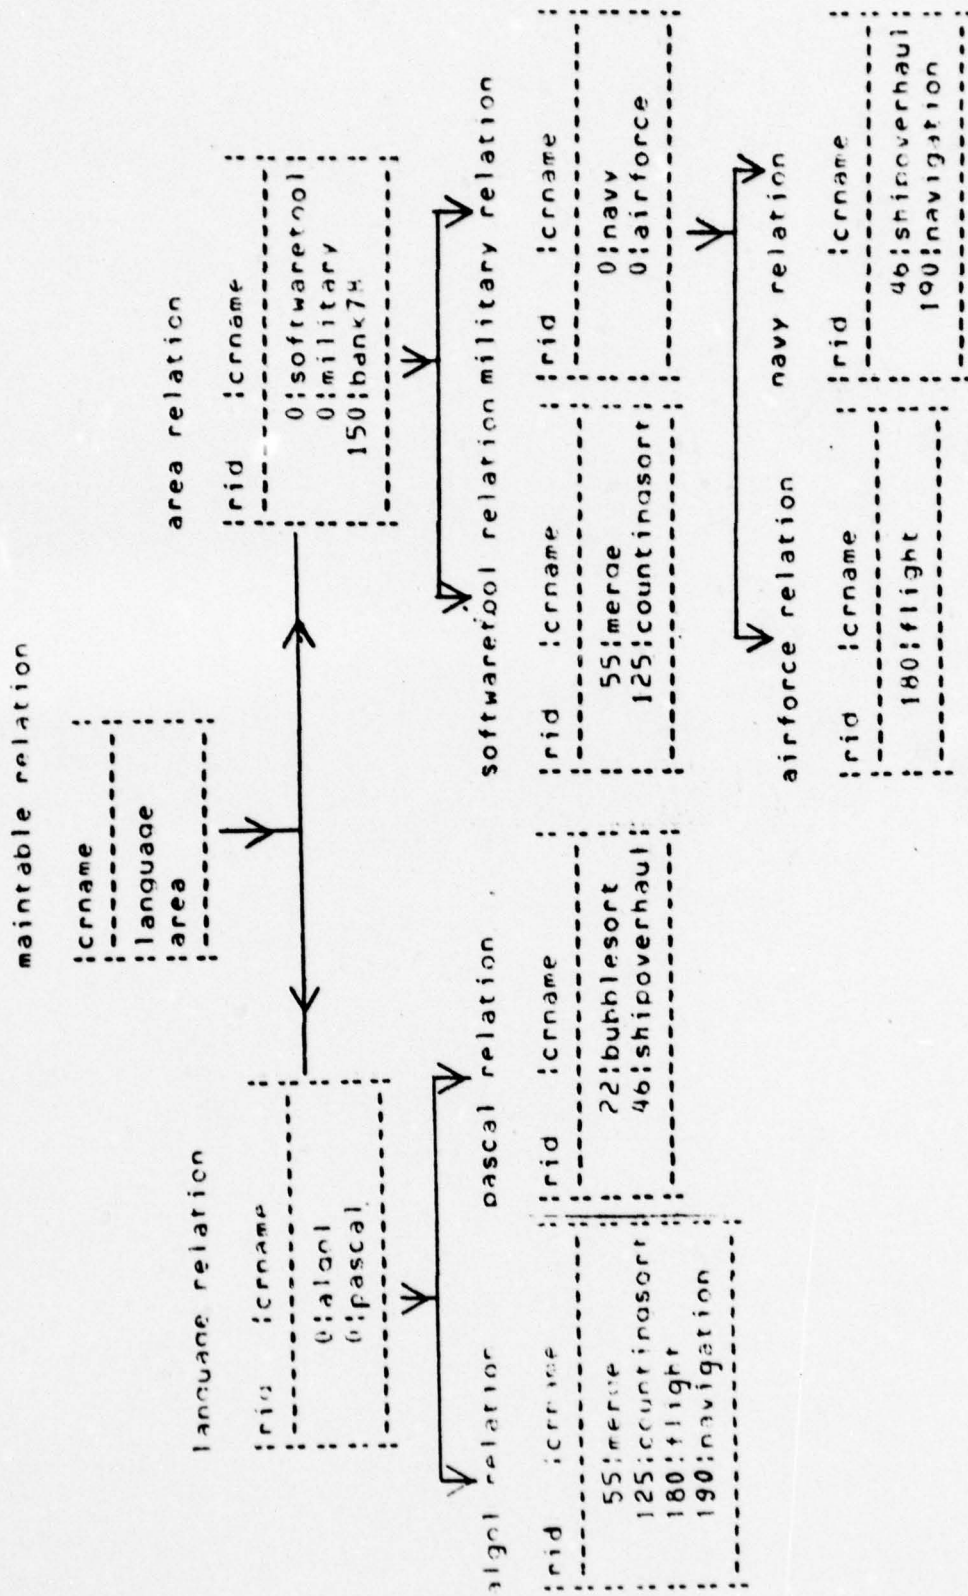 maintable relation
|crname
|language
|area
language relation
|rid |crname
0|algol
0|pascal
area relation
|rid |crname
0|softwaretool
0|military
150|bank78
algol relation
|rid |crname
55|merge
125|countingsort|
180|flight
190|navigation
pascal relation
|rid |crname
22|bubblesort
46|shipoverhaul|
softwaretool relation
|rid |crname
55|merge
125|countingsort|
military relation
|rid |crname
0|navy
0|airforce
airforce relation
|rid |crname
180|flight
navy relation
|rid |crname
46|shipoverhaul|
190|navigation